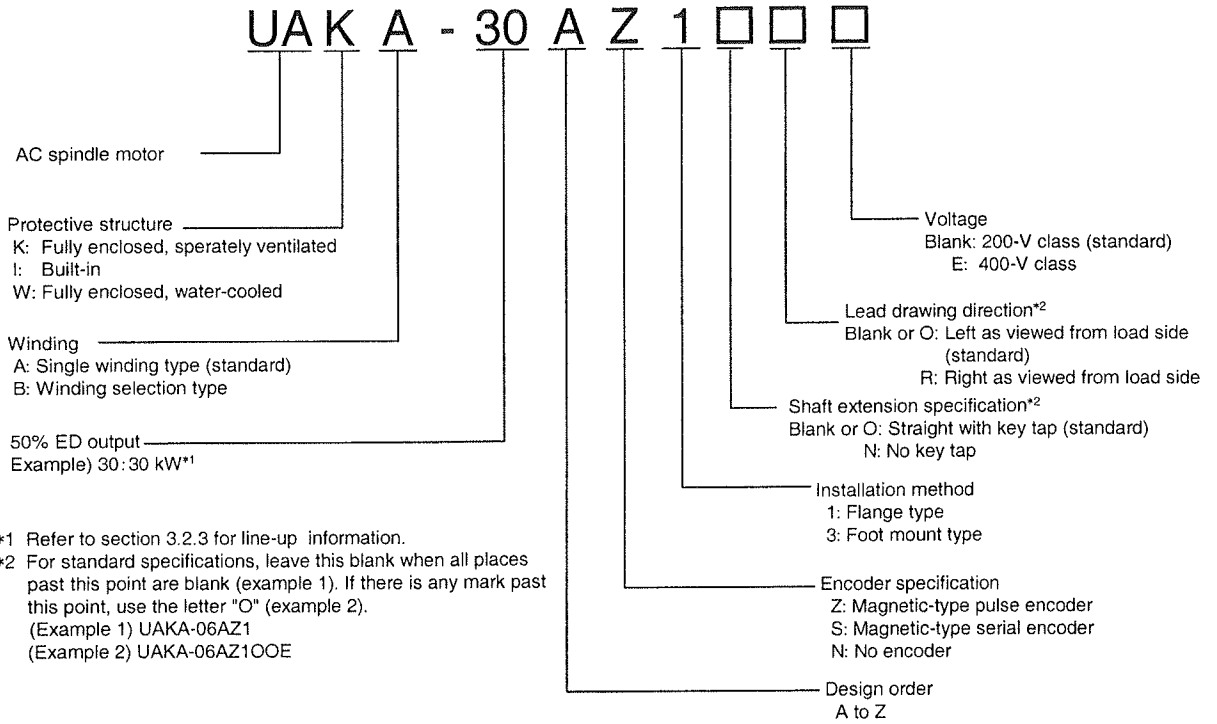 UAKA-30AZ1□□□
AC spindle motor
Protective structure
K: Fully enclosed, sperately ventilated
I: Built-in
W: Fully enclosed, water-cooled
Winding
A: Single winding type (standard)
B: Winding selection type
50% ED output
Example) 30:30 kW*1
*1 Refer to section 3.2.3 for line-up information.
*2 For standard specifications, leave this blank when all places
past this point are blank (example 1). If there is any mark past
this point, use the letter "O" (example 2).
(Example 1) UAKA-06AZ1
(Example 2) UAKA-06AZ1OOE
Voltage
Blank: 200-V class (standard)
E: 400-V class
Lead drawing direction*2
Blank or O: Left as viewed from load side
(standard)
R: Right as viewed from load side
Shaft extension specification*2
Blank or O: Straight with key tap (standard)
N: No key tap
Installation method
1: Flange type
3: Foot mount type
Encoder specification
Z: Magnetic-type pulse encoder
S: Magnetic-type serial encoder
N: No encoder
Design order
A to Z